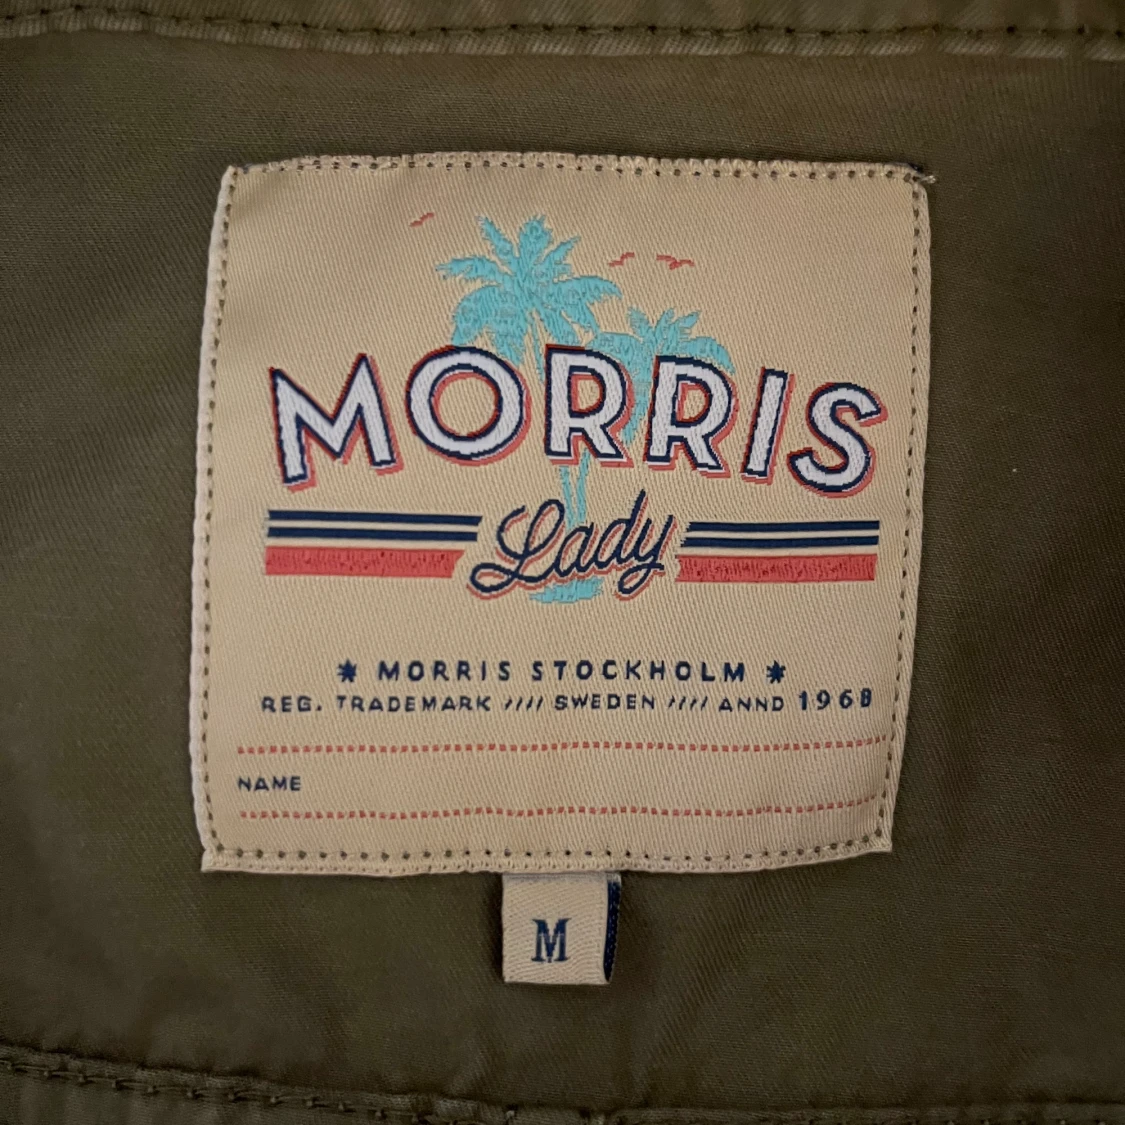 MORRIS
Lady
* MORRIS STOCKHOLM *
REG. TRADEMARK //// SWEDEN //// ANNO 1968
NAME
M